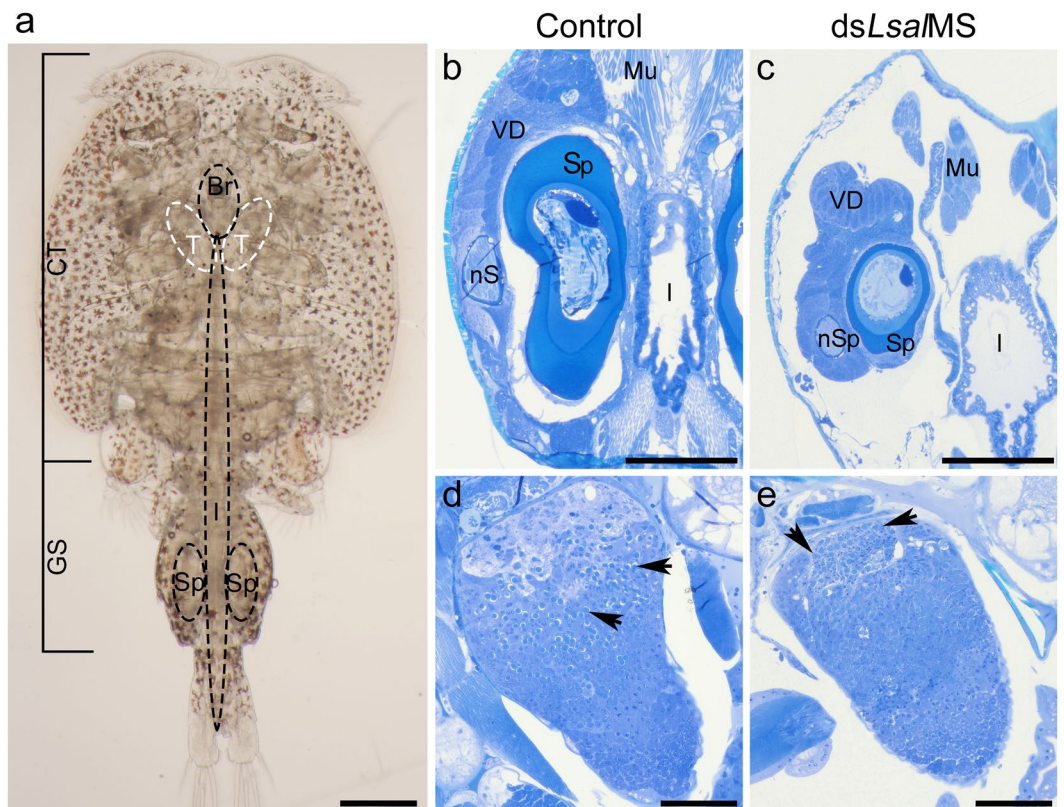 Control
dsLsalMS
a
CT
GS
Br
T
T
I
Sp
Sp
b
Mu
VD
Sp
nS
I
c
Mu
VD
nSp
Sp
I
d
e